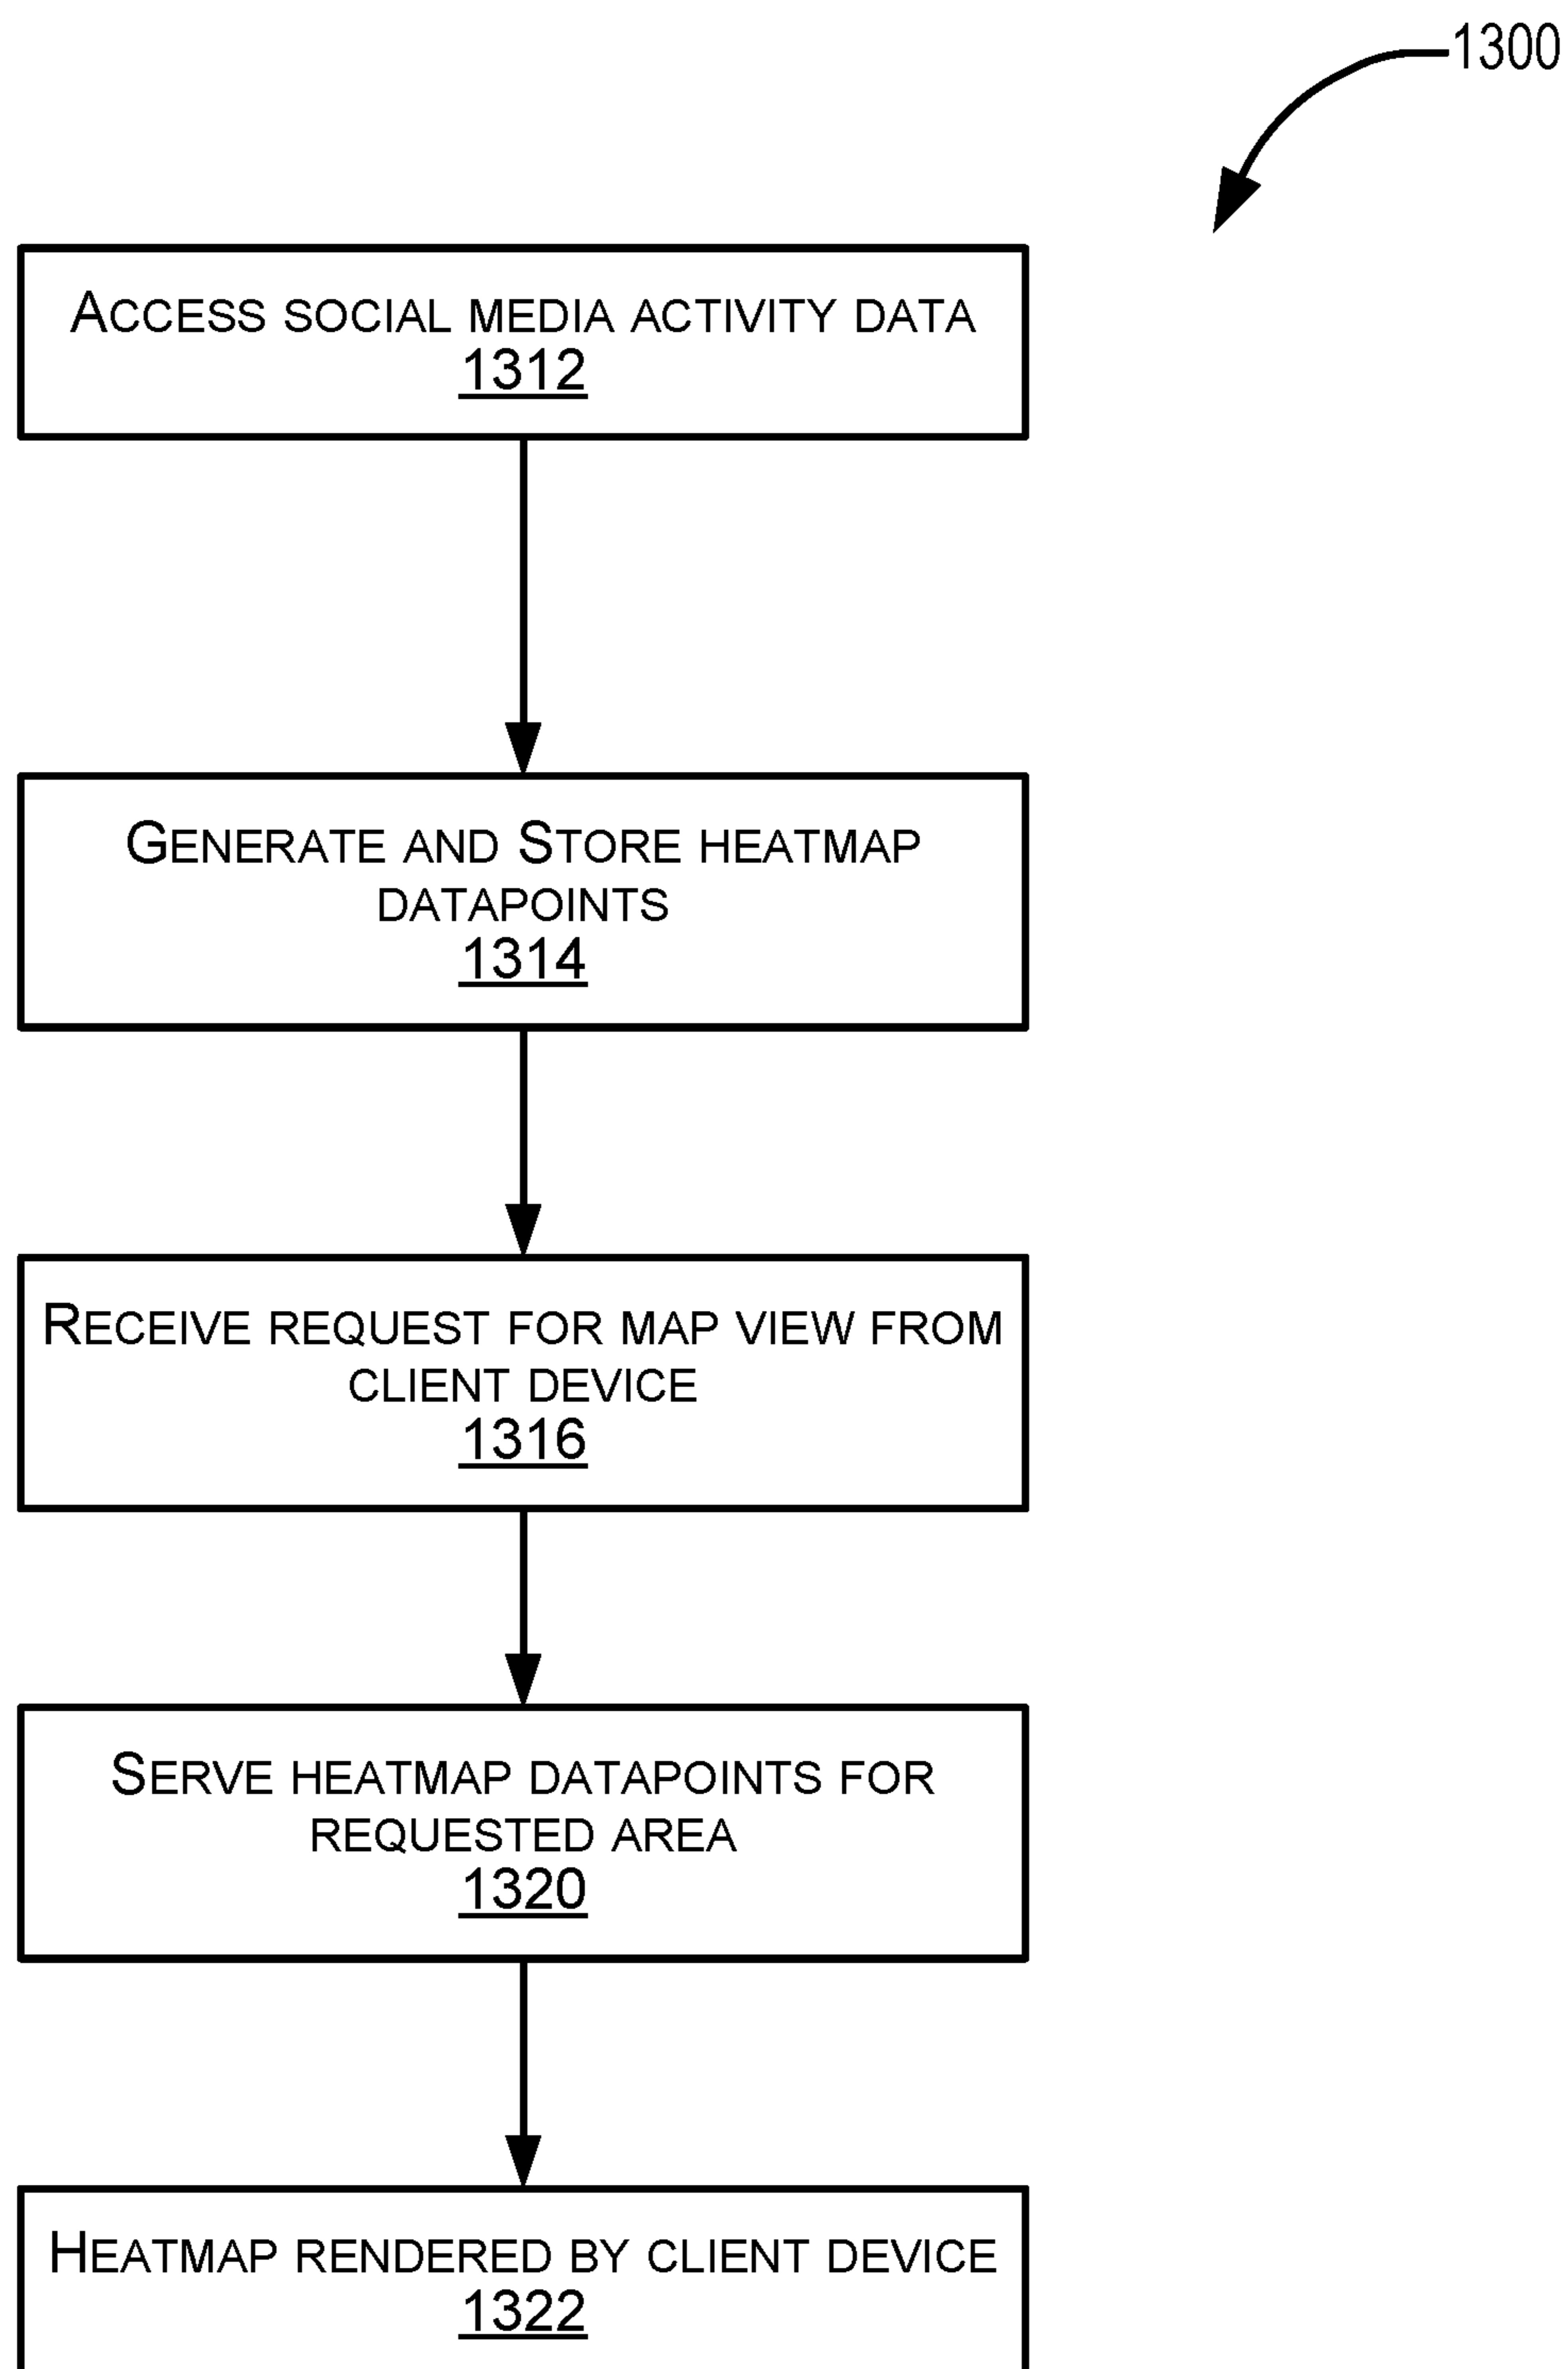 1300
ACCESS SOCIAL MEDIA ACTIVITY DATA
1312
GENERATE AND STORE HEATMAP
DATAPOINTS
1314
RECEIVE REQUEST FOR MAP VIEW FROM
CLIENT DEVICE
1316
SERVE HEATMAP DATAPOINTS FOR
REQUESTED AREA
1320
HEATMAP RENDERED BY CLIENT DEVICE
1322